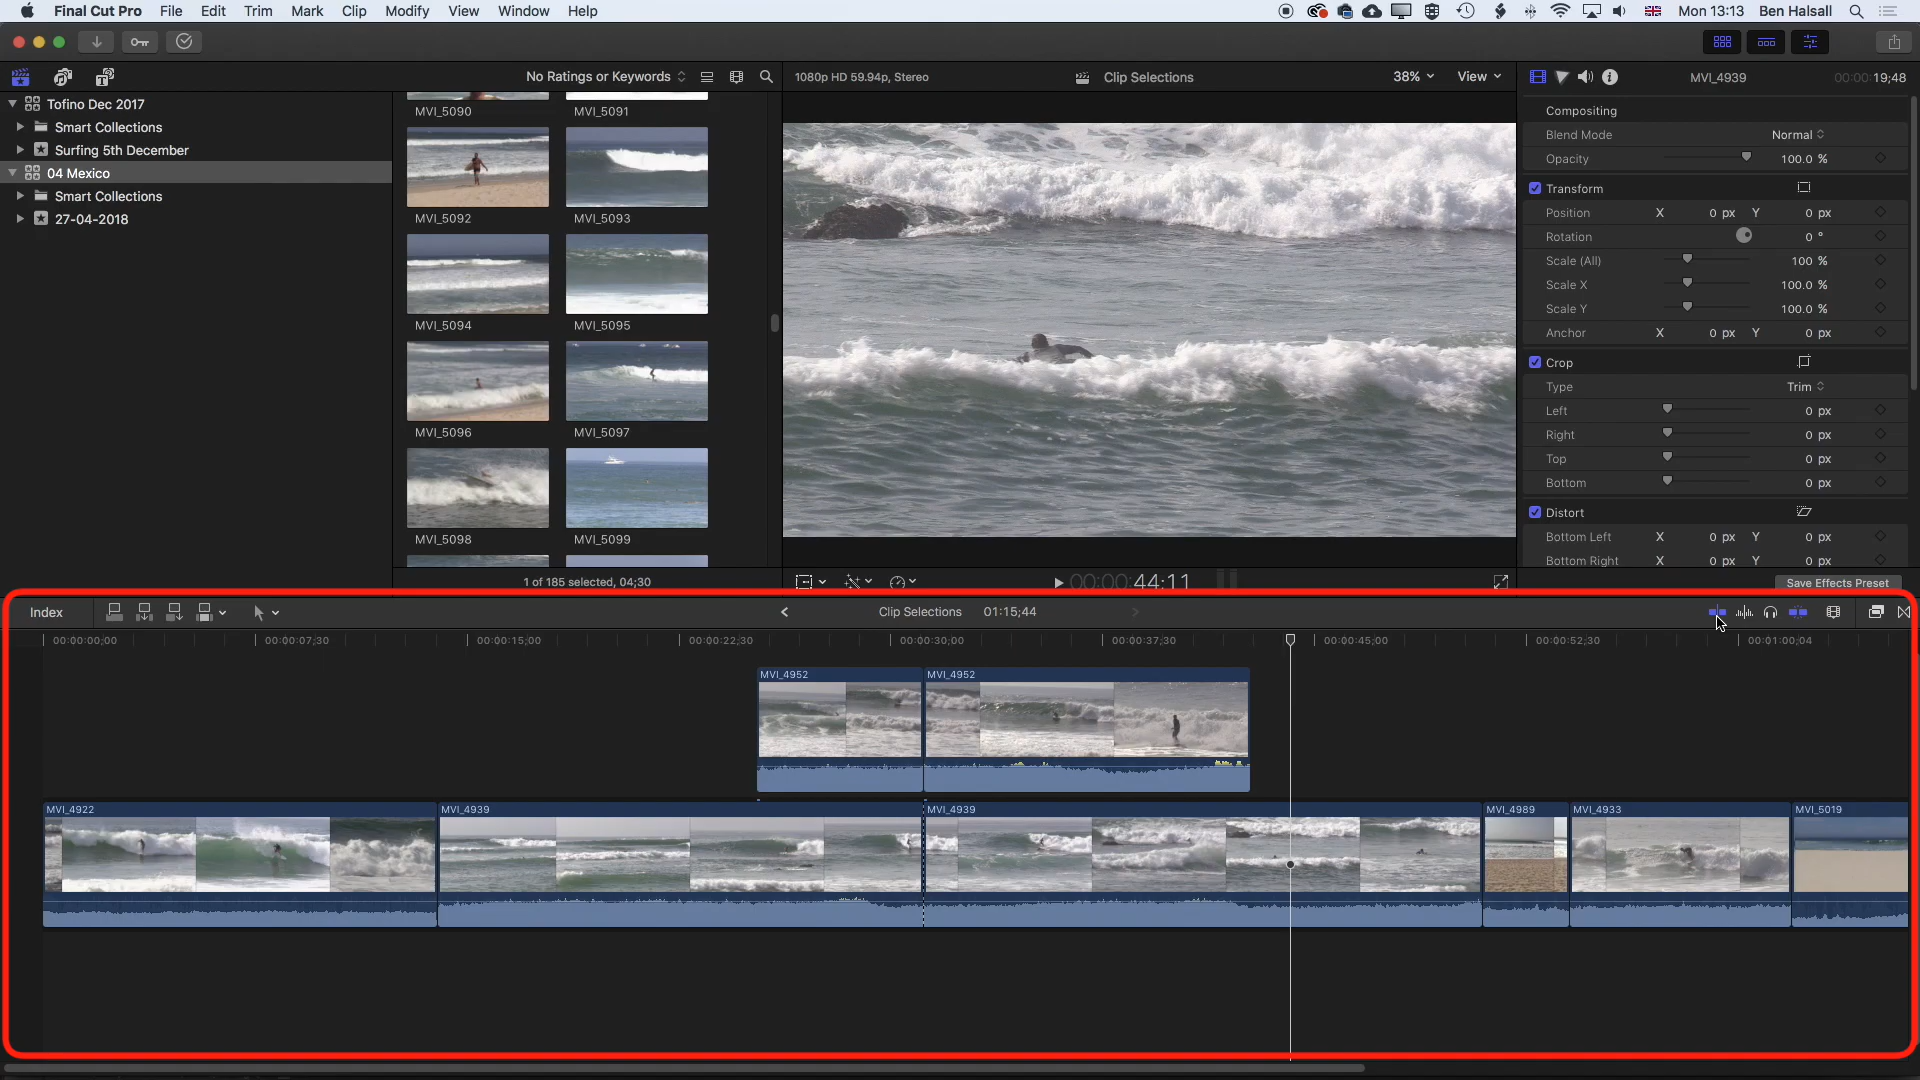 Final Cut Pro File Edit Trim Mark Clip Modify View Window Help Mon 13:13 Ben Halsall
No Ratings or Keywords 1080p HD 59.94p, Stereo Clip Selections 38% View MVI_4939 00:00:19;48
Tofino Dec 2017
Smart Collections
Surfing 5th December
04 Mexico
Smart Collections
27-04-2018
MVI_5090 MVI_5091
MVI_5092 MVI_5093
MVI_5094 MVI_5095
MVI_5096 MVI_5097
MVI_5098 MVI_5099
1 of 185 selected, 04;30
00:00:44:11
Compositing
Blend Mode Normal
Opacity 100.0 %
Transform
Position X 0 px Y 0 px
Rotation 0 °
Scale (All) 100 %
Scale X 100.0 %
Scale Y 100.0 %
Anchor X 0 px Y 0 px
Crop
Type Trim
Left 0 px
Right 0 px
Top 0 px
Bottom 0 px
Distort
Bottom Left X 0 px Y 0 px
Bottom Right X 0 px Y 0 px
Save Effects Preset
Index Clip Selections 01:15;44
00:00:00;00 00:00:07;30 00:00:15;00 00:00:22;30 00:00:30;00 00:00:37;30 00:00:45;00 00:00:52;30 00:01:00;04
MVI_4952 MVI_4952
MVI_4922 MVI_4939 MVI_4939 MVI_4989 MVI_4933 MVI_5019